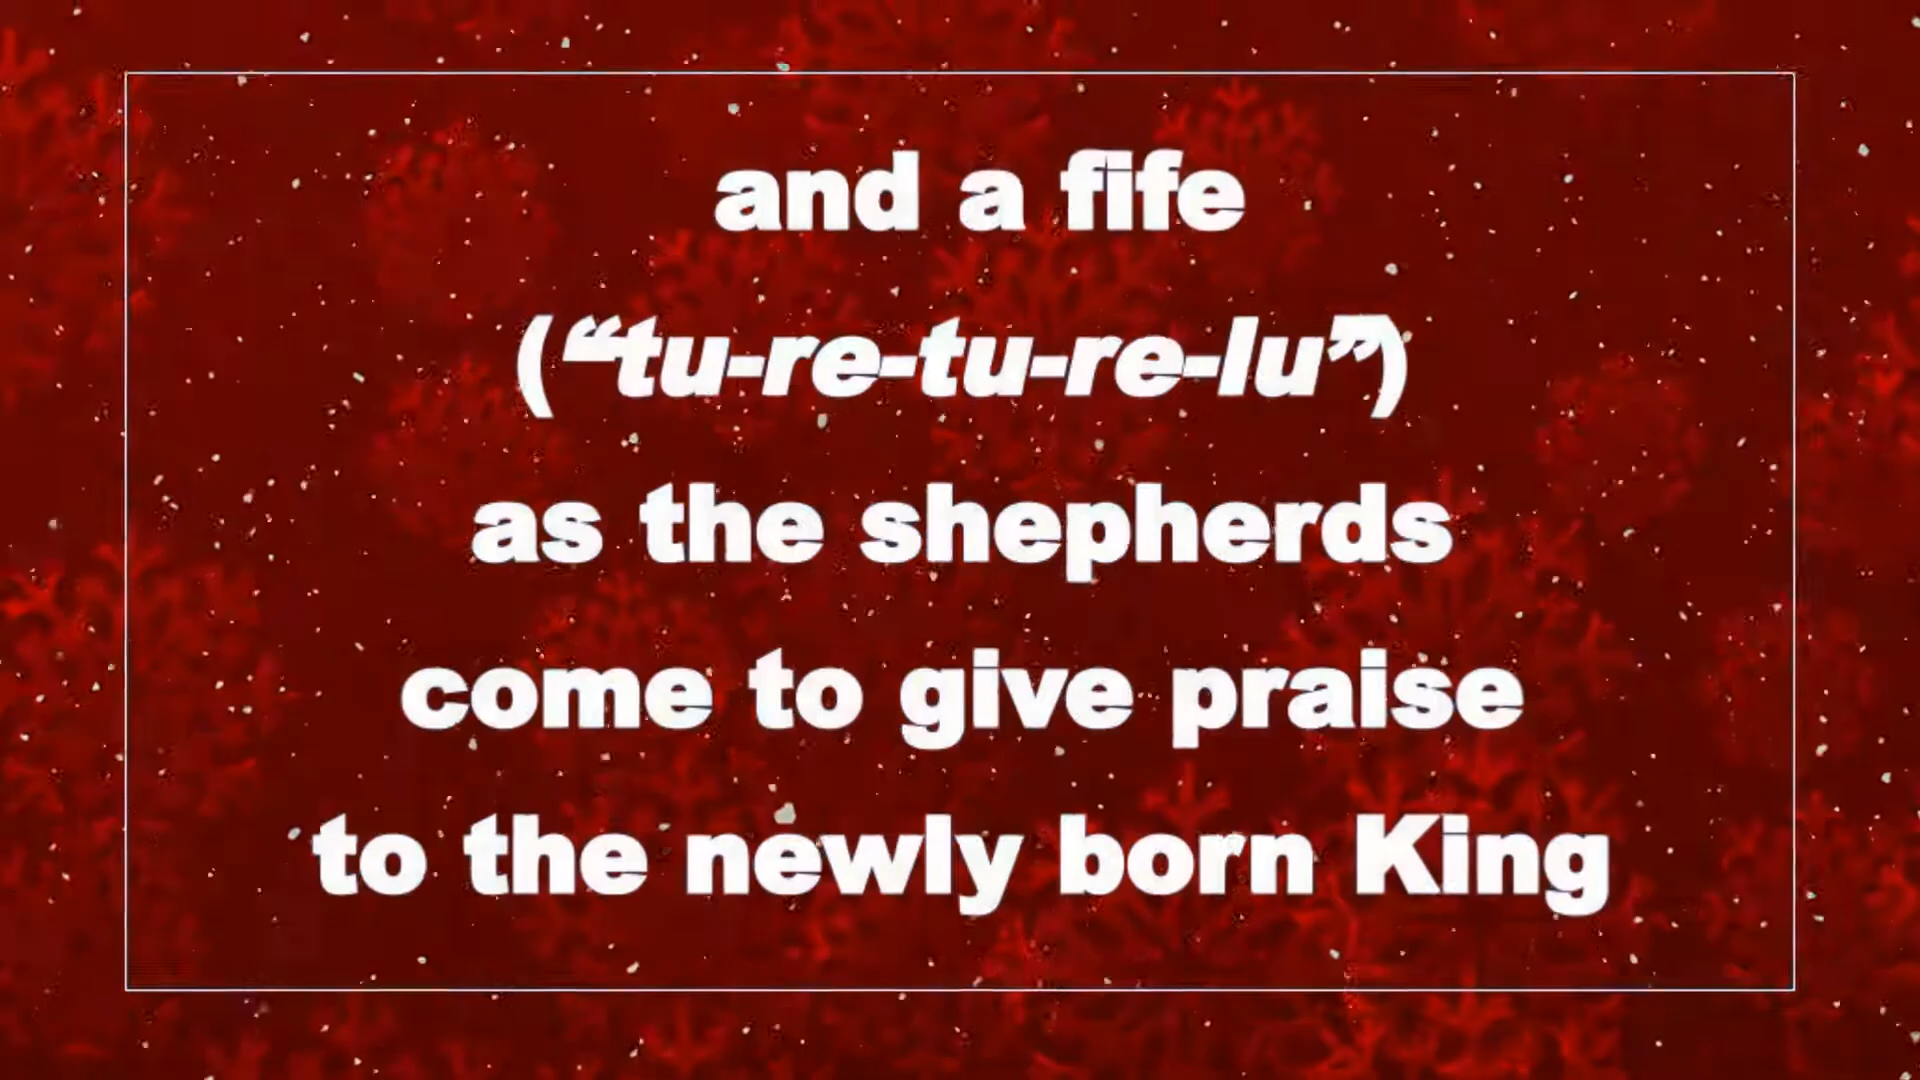 and a fife
(“tu-re-tu-re-lu”)
as the shepherds
come to give praise
to the newly born King